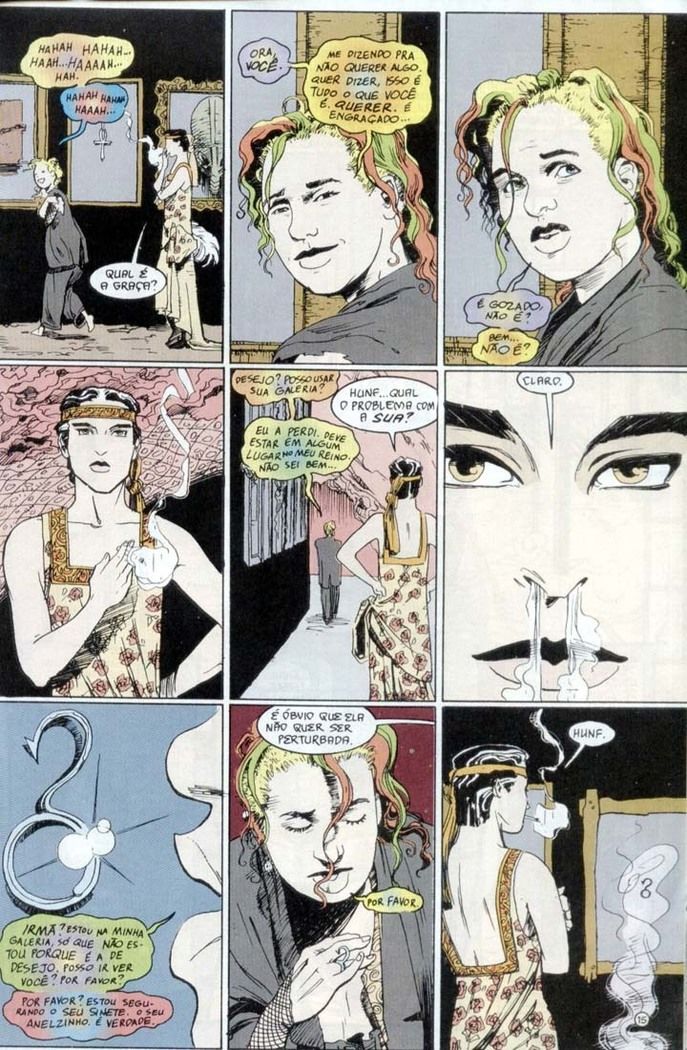 HAHAH HAHAH...
HAAH...HAAAAH...
HAH.
HAHAH HAHAH
HAAAH...
QUAL É
A GRAÇA?
ORA,
VOCÊ.
ME DIZENDO PRA
NÃO QUERER ALGO.
QUER DIZER, ISSO É
TUDO O QUE VOCÊ
É. QUERER. É
ENGRAÇADO...
É GOZADO,
NÃO É?
BEM...
NÃO É?
DESEJO? POSSO USAR
SUA GALERIA?
HUNF...QUAL
O PROBLEMA COM
A SUA?
EU A PERDI. DEVE
ESTAR EM ALGUM
LUGAR NO MEU REINO.
NÃO SEI BEM...
CLARO.
IRMÃ? ESTOU NA MINHA
GALERIA, SÓ QUE NÃO ES-
TOU PORQUE É A DE
DESEJO. POSSO IR VER
VOCÊ? POR FAVOR?
POR FAVOR? ESTOU SEGU-
RANDO O SEU SINETE. O SEU
ANELZINHO. É VERDADE.
É ÓBVIO QUE ELA
NÃO QUER SER
PERTURBADA.
POR FAVOR.
HUNF.
15